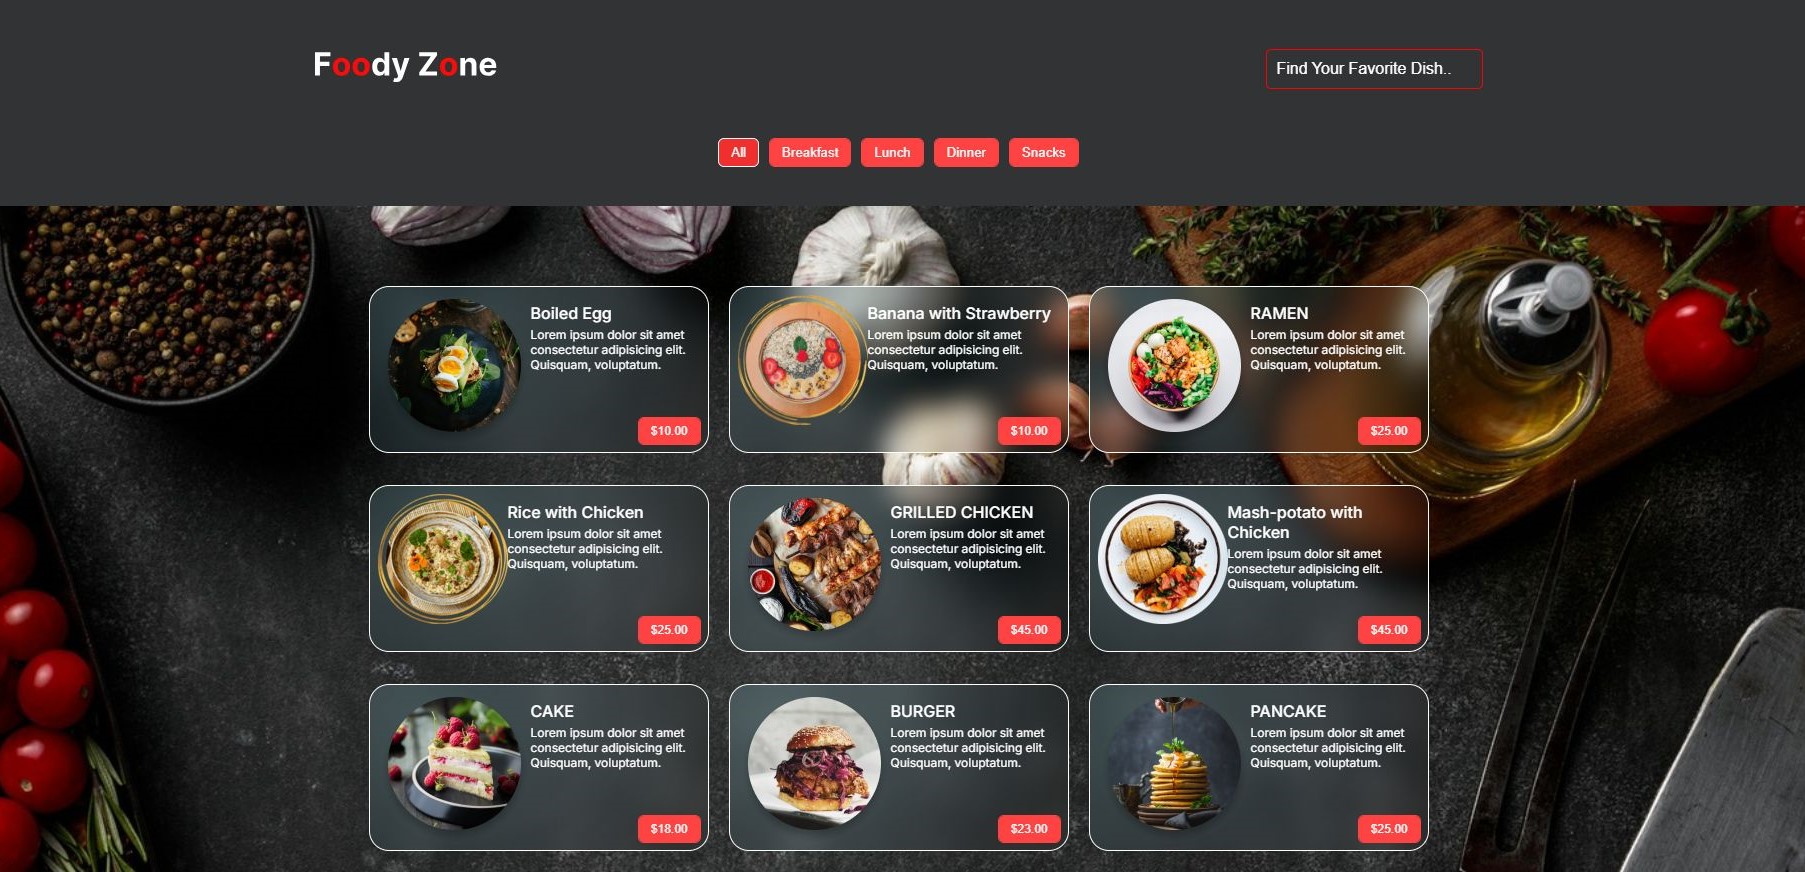 Foody Zone
Find Your Favorite Dish..
All
Breakfast
Lunch
Dinner
Snacks
Boiled Egg
Lorem ipsum dolor sit amet
consectetur adipisicing elit.
Quisquam, voluptatum.
$10.00
Banana with Strawberry
Lorem ipsum dolor sit amet
consectetur adipisicing elit.
Quisquam, voluptatum.
$10.00
RAMEN
Lorem ipsum dolor sit amet
consectetur adipisicing elit.
Quisquam, voluptatum.
$25.00
Rice with Chicken
Lorem ipsum dolor sit amet
consectetur adipisicing elit.
Quisquam, voluptatum.
$25.00
GRILLED CHICKEN
Lorem ipsum dolor sit amet
consectetur adipisicing elit.
Quisquam, voluptatum.
$45.00
Mash-potato with
Chicken
Lorem ipsum dolor sit amet
consectetur adipisicing elit.
Quisquam, voluptatum.
$45.00
CAKE
Lorem ipsum dolor sit amet
consectetur adipisicing elit.
Quisquam, voluptatum.
$18.00
BURGER
Lorem ipsum dolor sit amet
consectetur adipisicing elit.
Quisquam, voluptatum.
$23.00
PANCAKE
Lorem ipsum dolor sit amet
consectetur adipisicing elit.
Quisquam, voluptatum.
$25.00